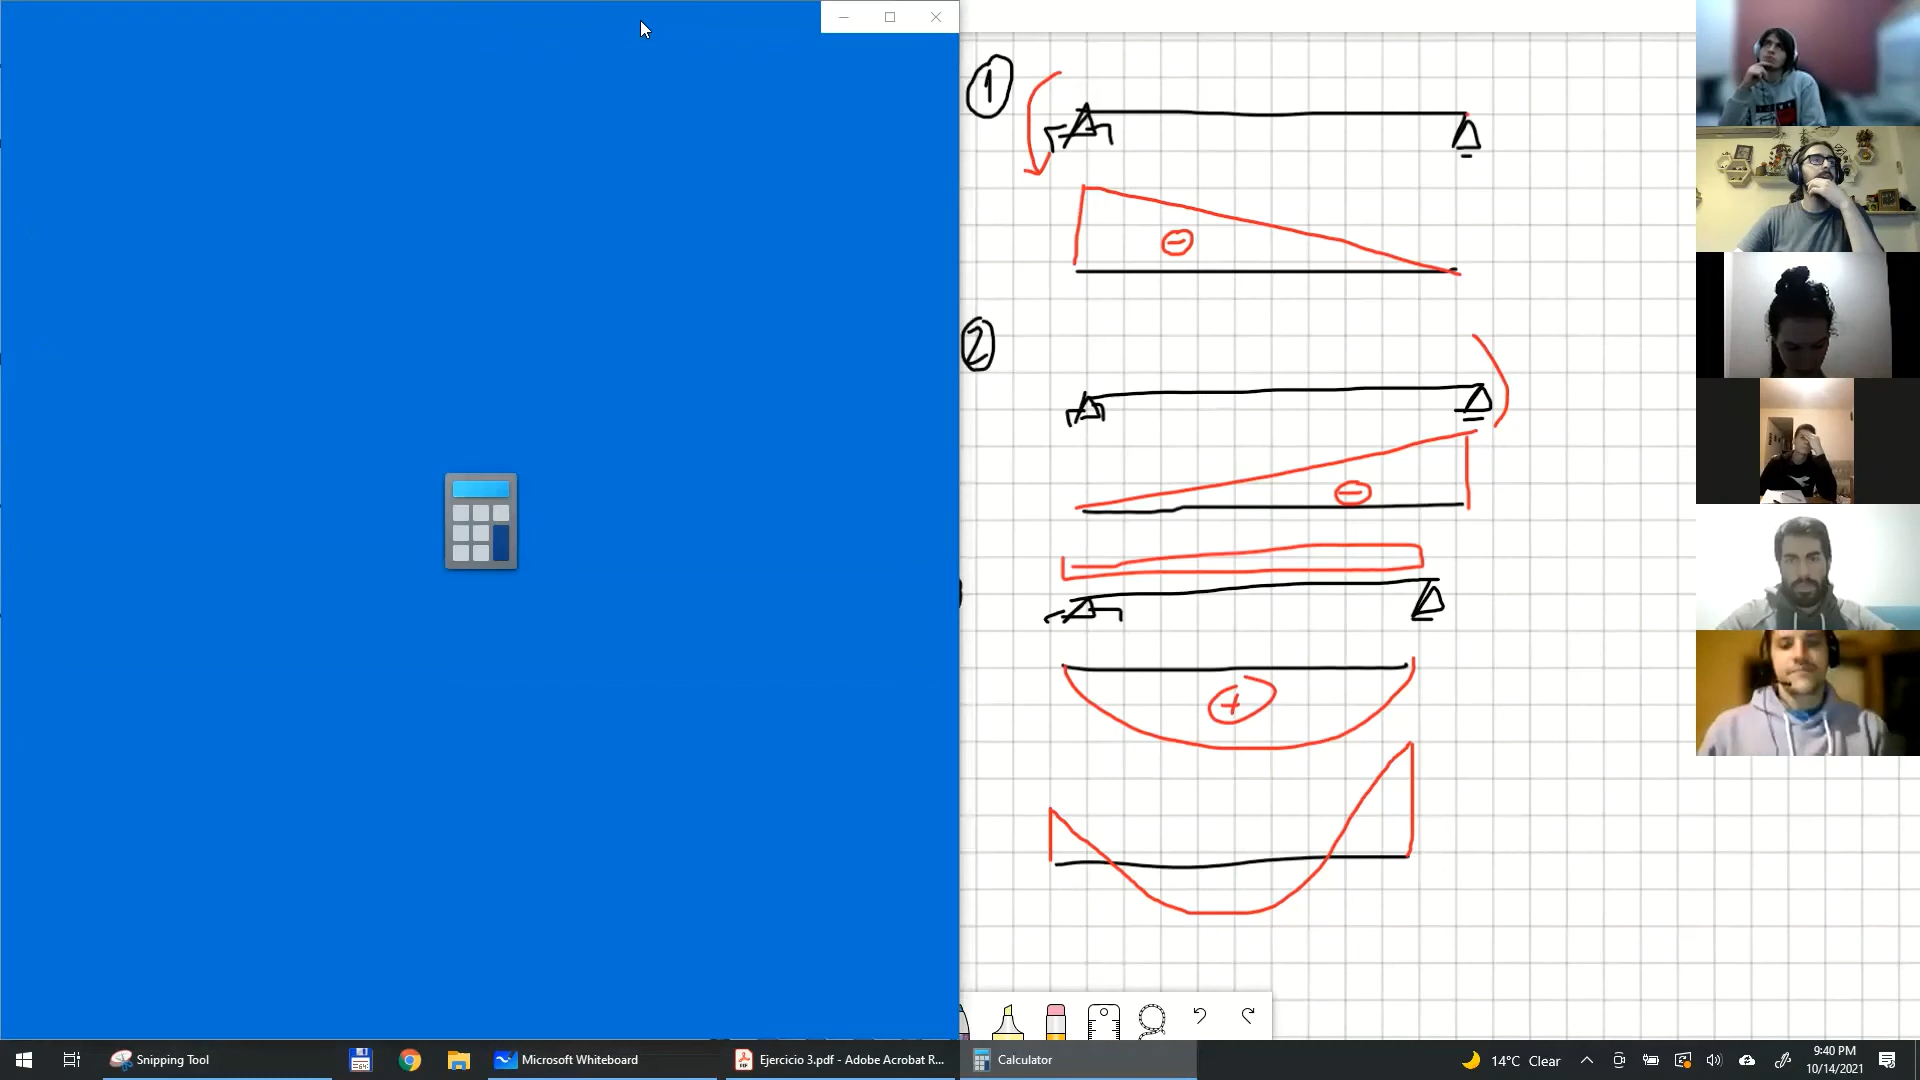 1
⊖
2
⊖
+
Snipping Tool
Microsoft Whiteboard
Ejercicio 3.pdf - Adobe Acrobat R...
Calculator
14°C Clear
9:40 PM
10/14/2021